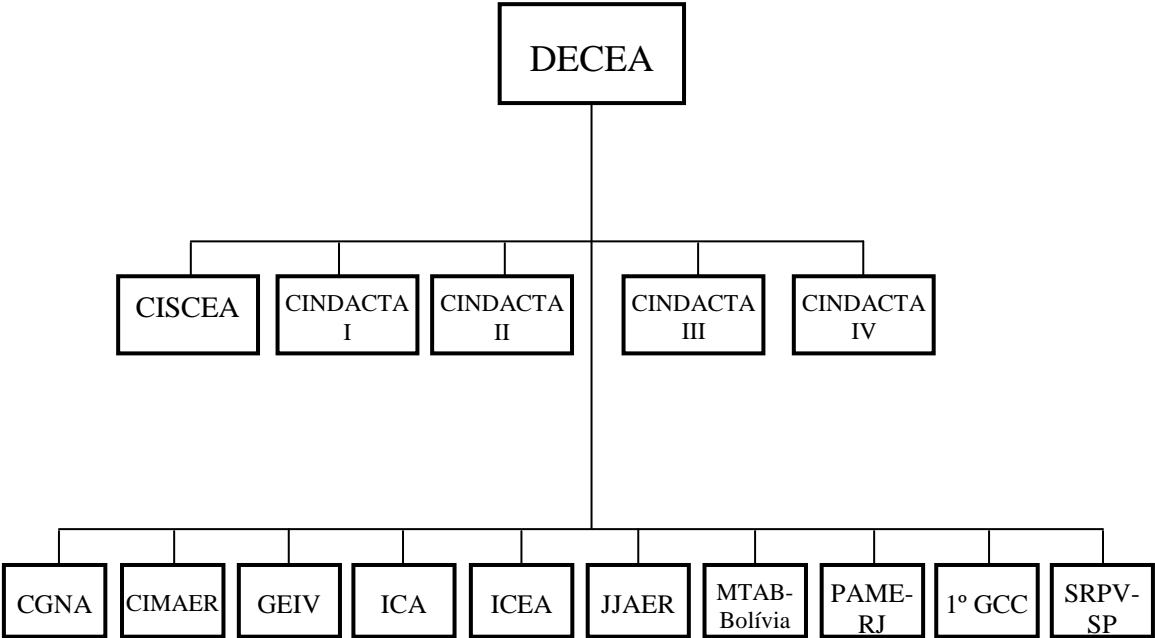 DECEA
CISCEA
CINDACTA
I
CINDACTA
II
CINDACTA
III
CINDACTA
IV
CGNA
CIMAER
GEIV
ICA
ICEA
JJAER
MTAB-
Bolívia
PAME-
RJ
1º GCC
SRPV-
SP